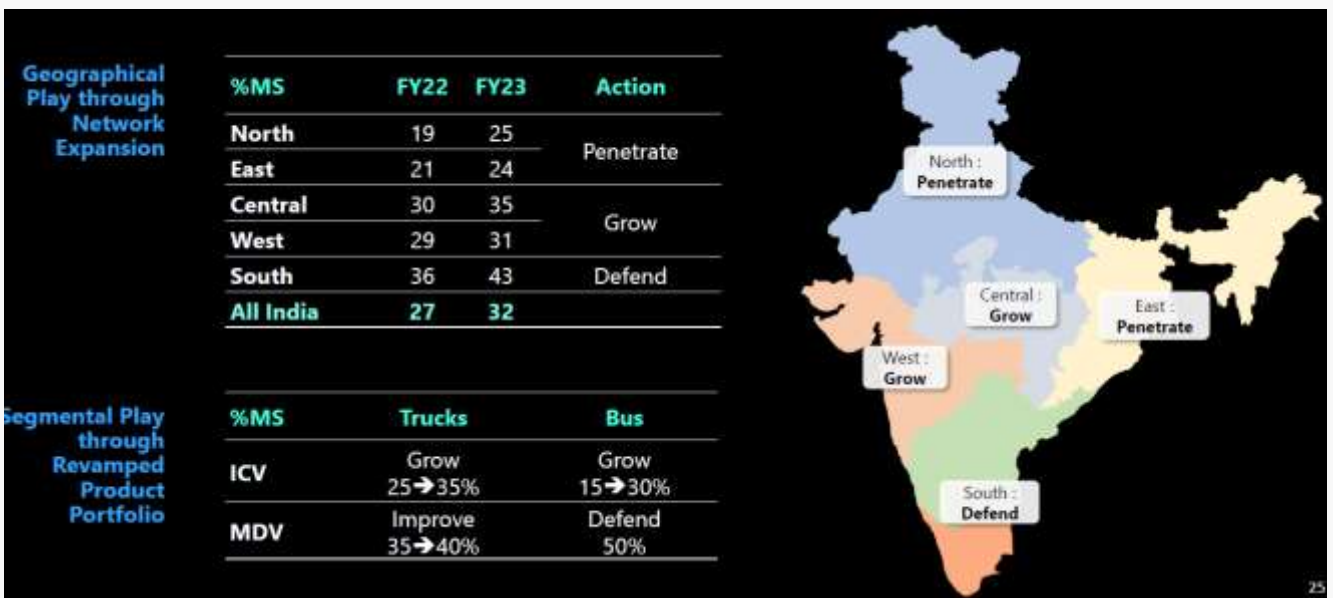 Geographical
Play through
Network
Expansion
%MS FY22 FY23 Action
North 19 25
Penetrate
East 21 24
Central 30 35
Grow
West 29 31
South 36 43 Defend
All India 27 32
Segmental Play
through
Revamped
Product
Portfolio
%MS Trucks Bus
ICV
Grow Grow
25➔35% 15➔30%
MDV
Improve Defend
35➔40% 50%
North :
Penetrate
Central :
Grow
East :
Penetrate
West :
Grow
South :
Defend
25